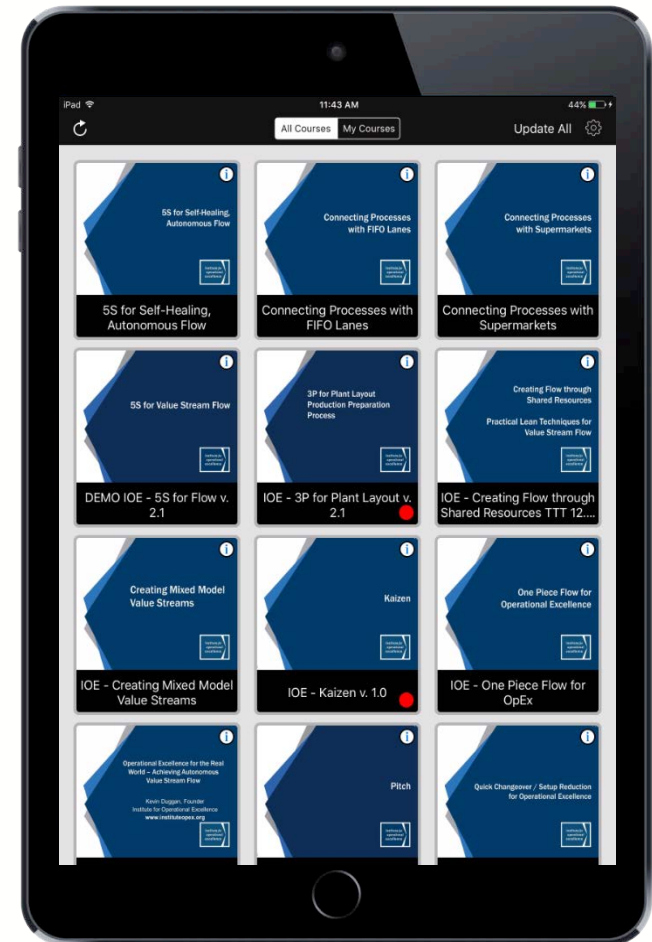 iPad
11:43 AM
44%
All Courses
My Courses
Update All
5S for Self-Healing,
Autonomous Flow
5S for Self-Healing,
Autonomous Flow
Connecting Processes
with FIFO Lanes
Connecting Processes with
FIFO Lanes
Connecting Processes
with Supermarkets
Connecting Processes with
Supermarkets
5S for Value Stream Flow
DEMO IOE - 5S for Flow v.
2.1
3P for Plant Layout
Production Preparation
Process
IOE - 3P for Plant Layout v.
2.1
Creating Flow through
Shared Resources
Practical Lean Techniques for
Value Stream Flow
IOE - Creating Flow through
Shared Resources TTT 12....
Creating Mixed Model
Value Streams
IOE - Creating Mixed Model
Value Streams
Kaizen
IOE - Kaizen v. 1.0
One Piece Flow for
Operational Excellence
IOE - One Piece Flow for
OpEx
Operational Excellence for the Real
World – Achieving Autonomous
Value Stream Flow
Kevin Duggan, Founder
Institute for Operational Excellence
www.instituteopex.org
Pitch
Quick Changeover / Setup Reduction
for Operational Excellence